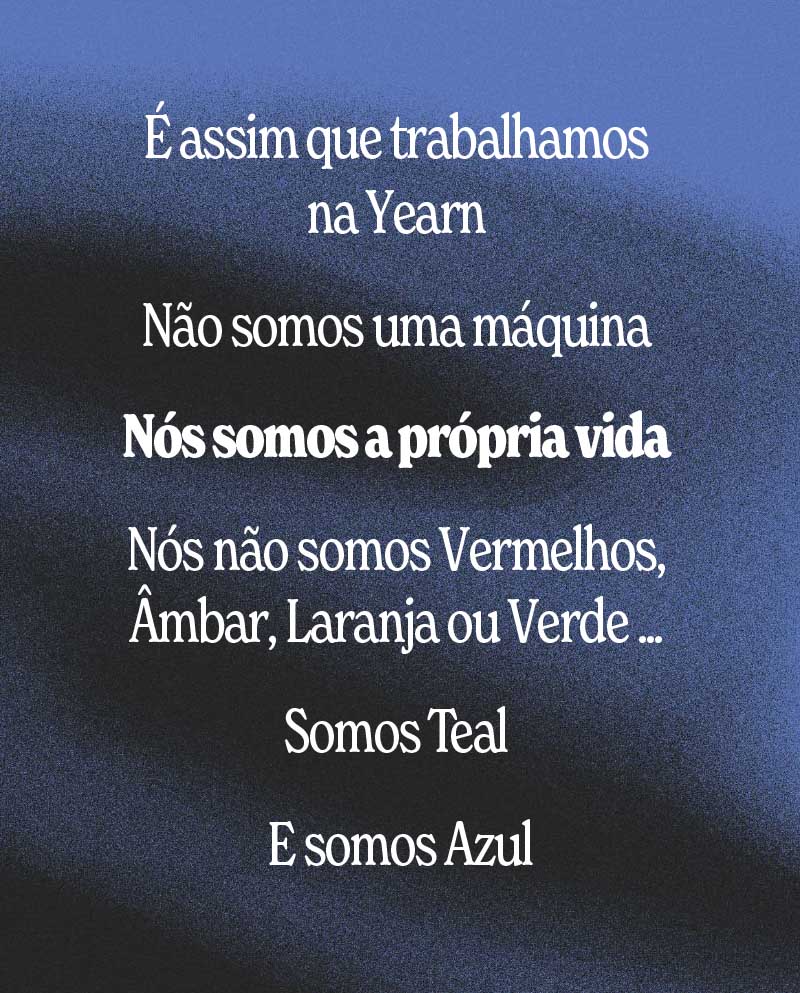 É assim que trabalhamos
na Yearn
Não somos uma máquina
Nós somos a própria vida
Nós não somos Vermelhos,
Âmbar, Laranja ou Verde ...
Somos Teal
E somos Azul